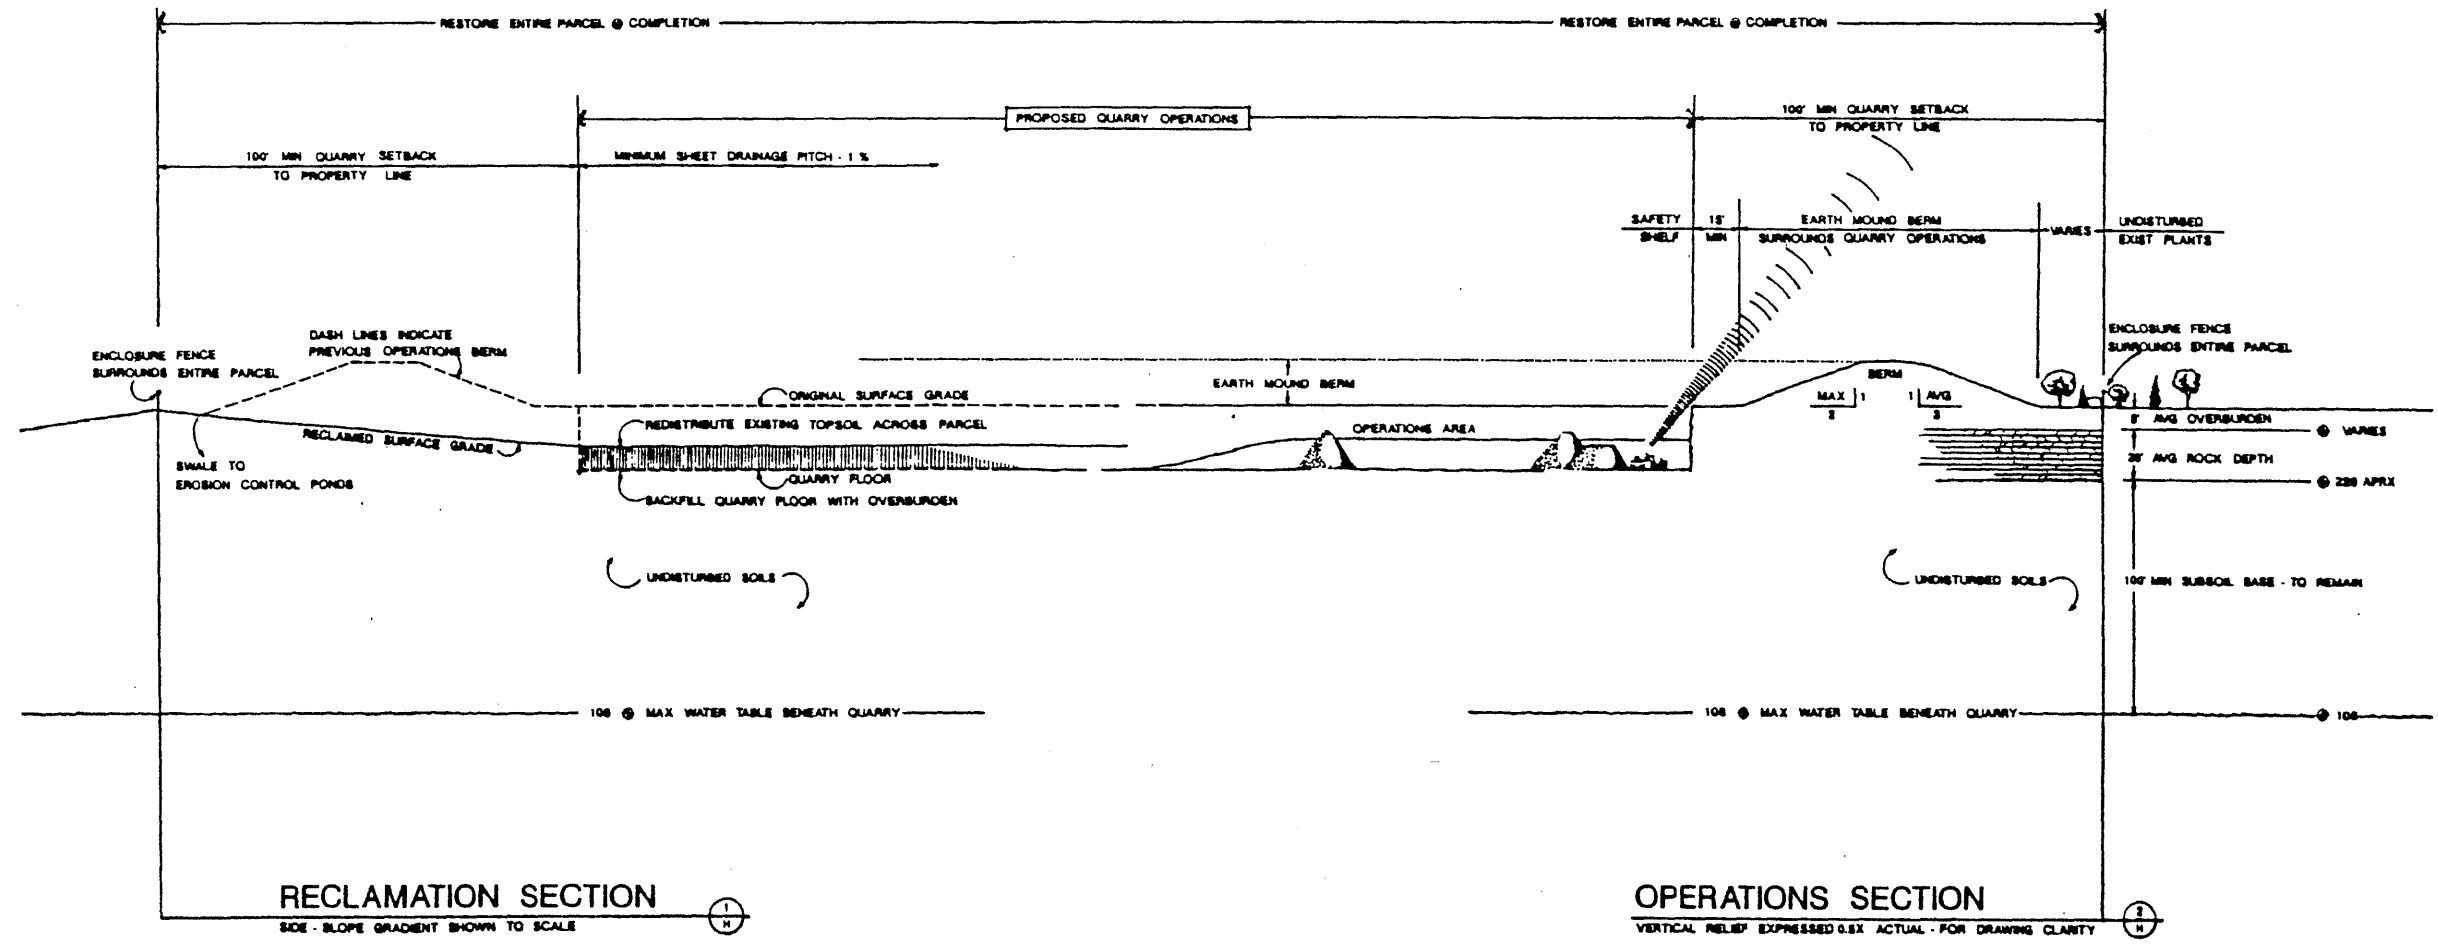 RESTORE ENTIRE PARCEL @ COMPLETION
RESTORE ENTIRE PARCEL @ COMPLETION
PROPOSED QUARRY OPERATIONS
100' MIN QUARRY SETBACK
TO PROPERTY LINE
100' MIN QUARRY SETBACK
TO PROPERTY LINE
MINIMUM SHEET DRAINAGE PITCH - 1 %
SAFETY
SHELF
15'
MIN
EARTH MOUND BERM
SURROUNDS QUARRY OPERATIONS
VARIES
UNDISTURBED
EXIST PLANTS
DASH LINES INDICATE
PREVIOUS OPERATIONS BERM
ENCLOSURE FENCE
SURROUNDS ENTIRE PARCEL
ENCLOSURE FENCE
SURROUNDS ENTIRE PARCEL
EARTH MOUND BERM
BERM
ORIGINAL SURFACE GRADE
MAX 1
2
1 AVG
3
REDISTRIBUTE EXISTING TOPSOIL ACROSS PARCEL
OPERATIONS AREA
AVG OVERBURDEN
VARIES
RECLAIMED SURFACE GRADE
SWALE TO
EROSION CONTROL PONDS
QUARRY FLOOR
BACKFILL QUARRY FLOOR WITH OVERBURDEN
AVG ROCK DEPTH
APRX
UNDISTURBED SOILS
UNDISTURBED SOILS
100' MIN SUBSOIL BASE - TO REMAIN
MAX WATER TABLE BENEATH QUARRY
MAX WATER TABLE BENEATH QUARRY
RECLAMATION SECTION
SIDE - SLOPE GRADIENT SHOWN TO SCALE
1
H
OPERATIONS SECTION
VERTICAL RELIEF EXPRESSED 0.5X ACTUAL - FOR DRAWING CLARITY
2
H